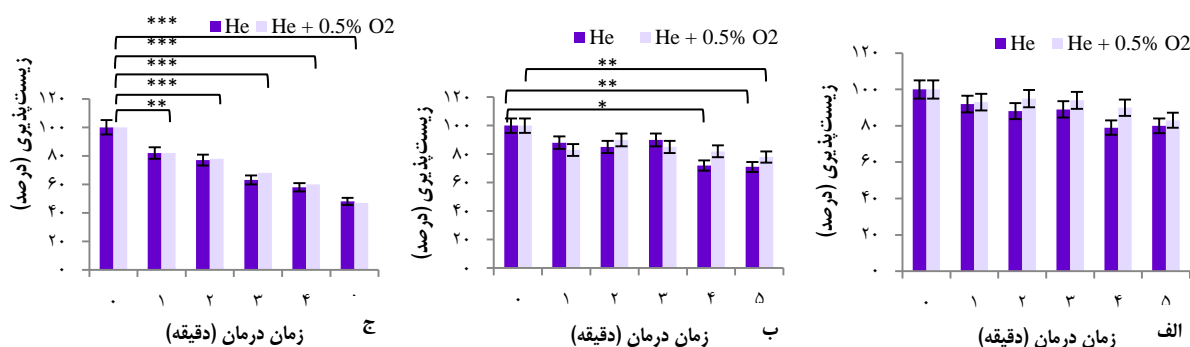 He He + 0.5% O2
زیست‌پذیری (درصد)
۱۲۰
۱۰۰
۸۰
۶۰
۴۰
۲۰
۰
۰ ۱ ۲ ۳ ۴ ۵
زمان درمان (دقیقه)
الف
He He + 0.5% O2
**
**
*
زیست‌پذیری (درصد)
۱۲۰
۱۰۰
۸۰
۶۰
۴۰
۲۰
۰
۰ ۱ ۲ ۳ ۴ ۵
زمان درمان (دقیقه)
ب
He He + 0.5% O2
***
***
***
***
**
زیست‌پذیری (درصد)
۱۲۰
۱۰۰
۸۰
۶۰
۴۰
۲۰
۰
۰ ۱ ۲ ۳ ۴
زمان درمان (دقیقه)
ج